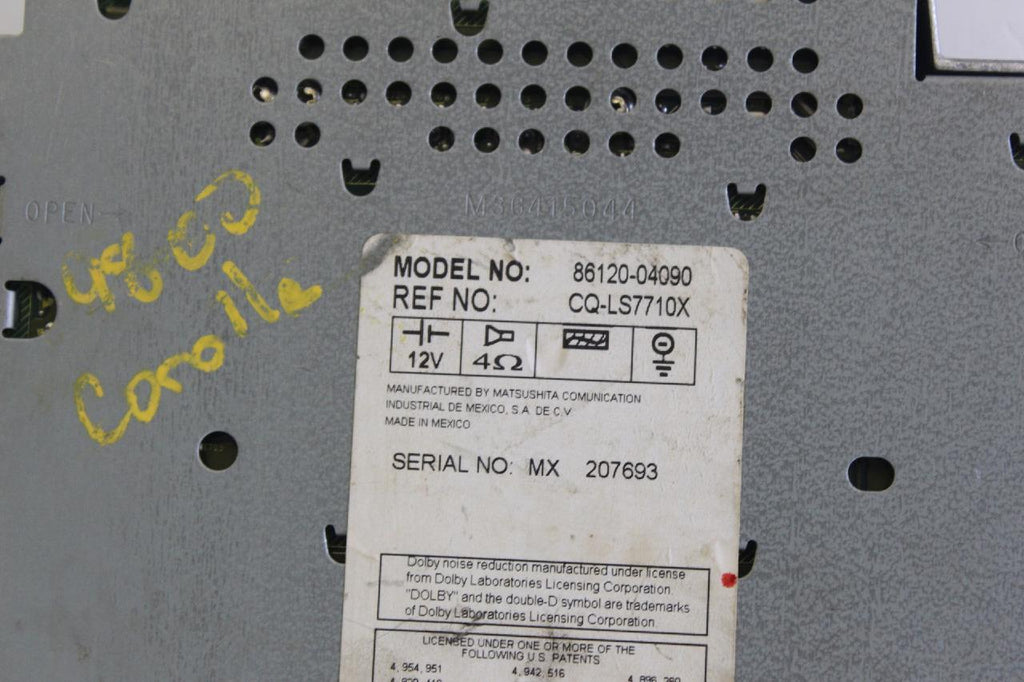 OPEN
M36415044
9800
Corolla
MODEL NO: 86120-04090
REF NO: CQ-LS7710X
12V 4Ω
MANUFACTURED BY MATSUSHITA COMUNICATION
INDUSTRIAL DE MEXICO, S.A. DE C.V.
MADE IN MEXICO
SERIAL NO: MX 207693
Dolby noise reduction manufactured under license
from Dolby Laboratories Licensing Corporation.
"DOLBY" and the double-D symbol are trademarks
of Dolby Laboratories Licensing Corporation.
LICENSED UNDER ONE OR MORE OF THE
FOLLOWING U.S. PATENTS
4,954,951 4,942,516